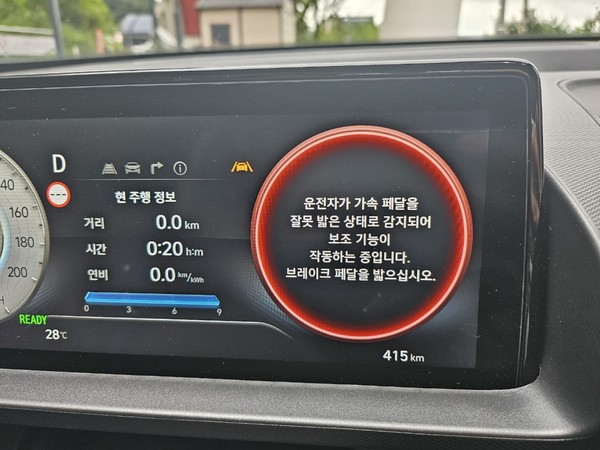 40
160
180
200
H
READY
28℃
D
현 주행 정보
거리 0.0 km
시간 0:20 h:m
연비 0.0 km/kWh
0 3 6 9
운전자가 가속 페달을
잘못 밟은 상태로 감지되어
보조 기능이
작동하는 중입니다.
브레이크 페달을 밟으십시오.
415 km